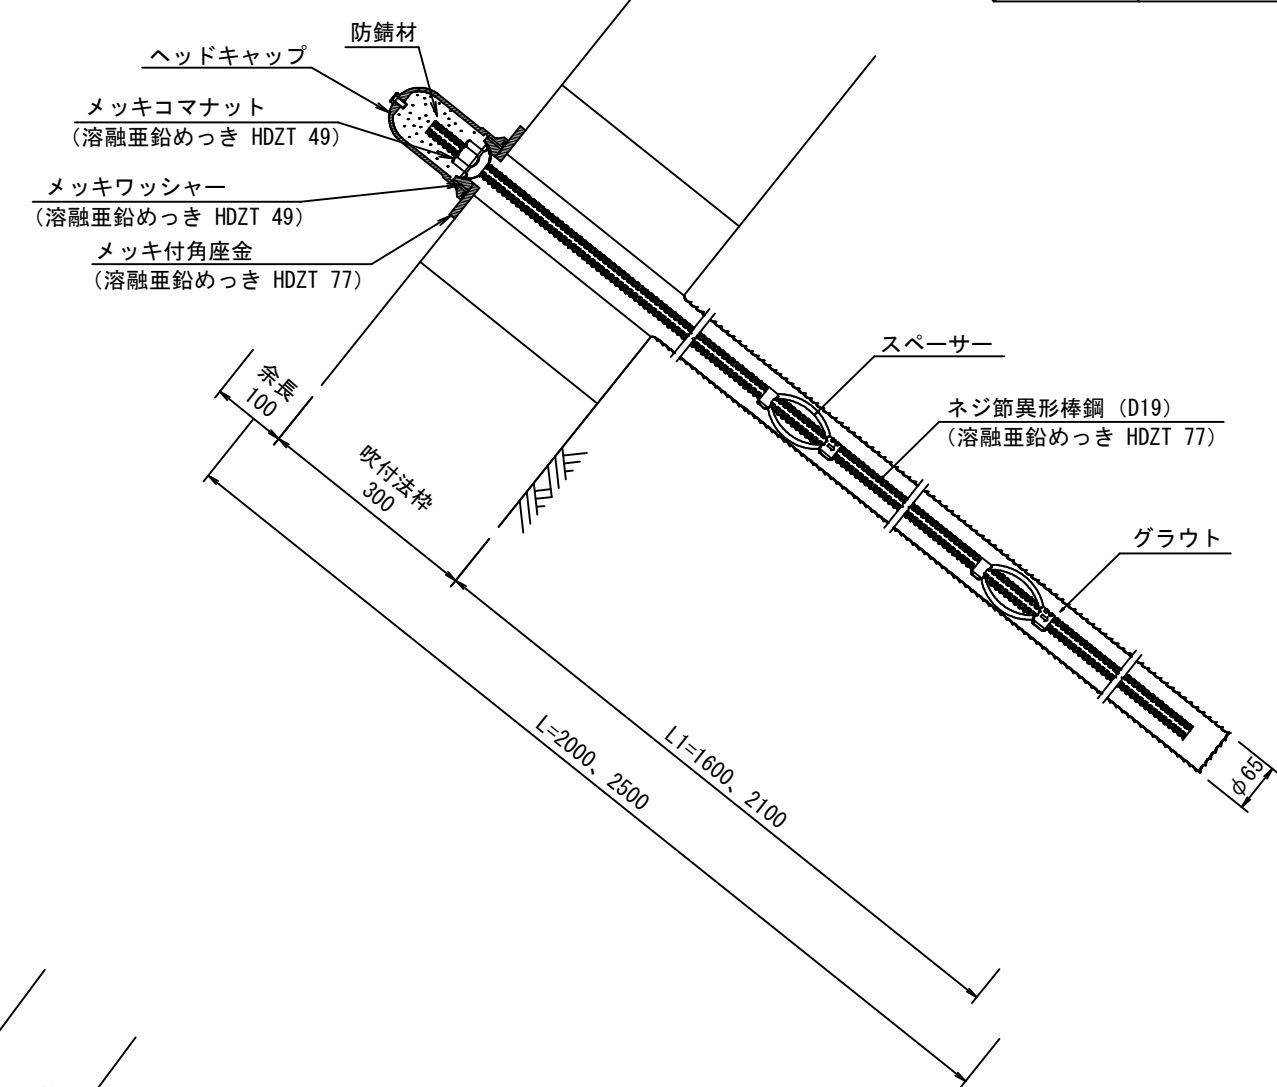 防錆材
ヘッドキャップ
メッキコマナット
(溶融亜鉛めっき HDZT 49)
メッキワッシャー
(溶融亜鉛めっき HDZT 49)
メッキ付角座金
(溶融亜鉛めっき HDZT 77)
スペーサー
ネジ節異形棒鋼 (D19)
(溶融亜鉛めっき HDZT 77)
グラウト
余長
100
吹付法枠
300
L1=1600、2100
L=2000、2500
φ65